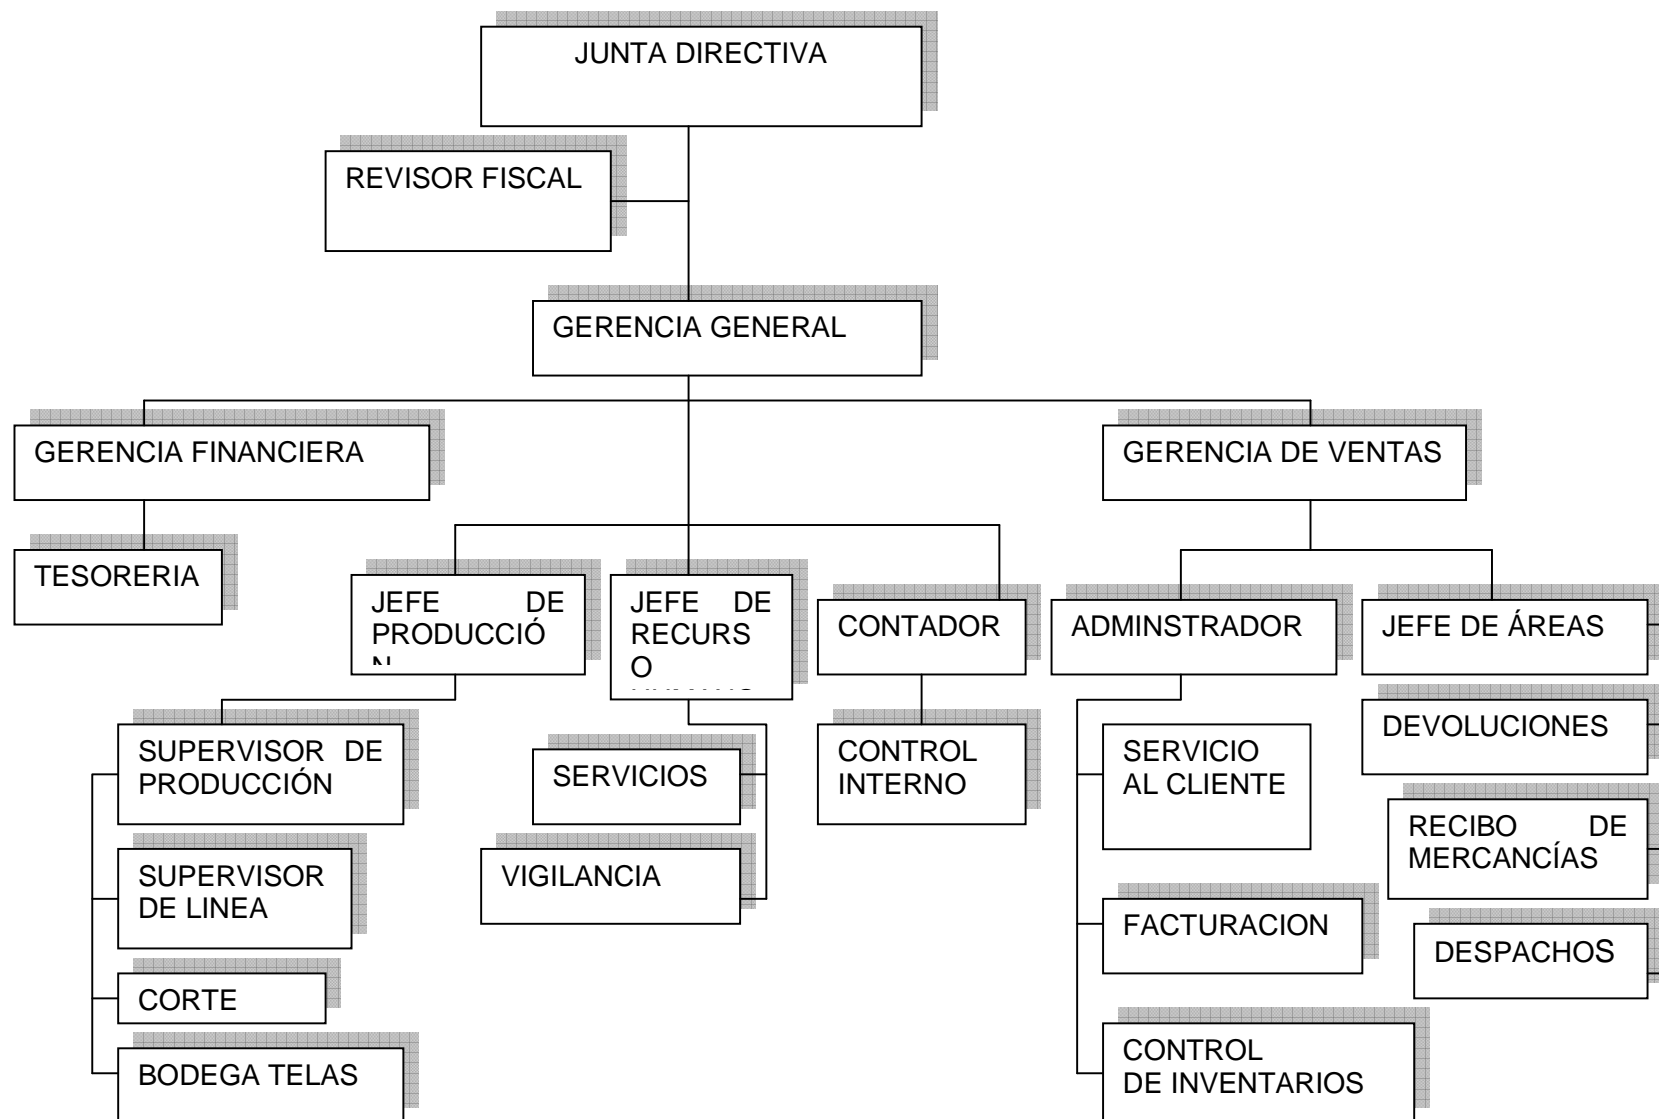 JUNTA DIRECTIVA
REVISOR FISCAL
GERENCIA GENERAL
GERENCIA FINANCIERA
GERENCIA DE VENTAS
TESORERIA
JEFE DE
PRODUCCIÓ
JEFE DE
RECURS
O
CONTADOR
ADMINSTRADOR
JEFE DE ÁREAS
SUPERVISOR DE
PRODUCCIÓN
SERVICIOS
CONTROL
INTERNO
SERVICIO
AL CLIENTE
DEVOLUCIONES
SUPERVISOR
DE LINEA
VIGILANCIA
RECIBO DE
MERCANCÍAS
FACTURACION
DESPACHOS
CORTE
BODEGA TELAS
CONTROL
DE INVENTARIOS